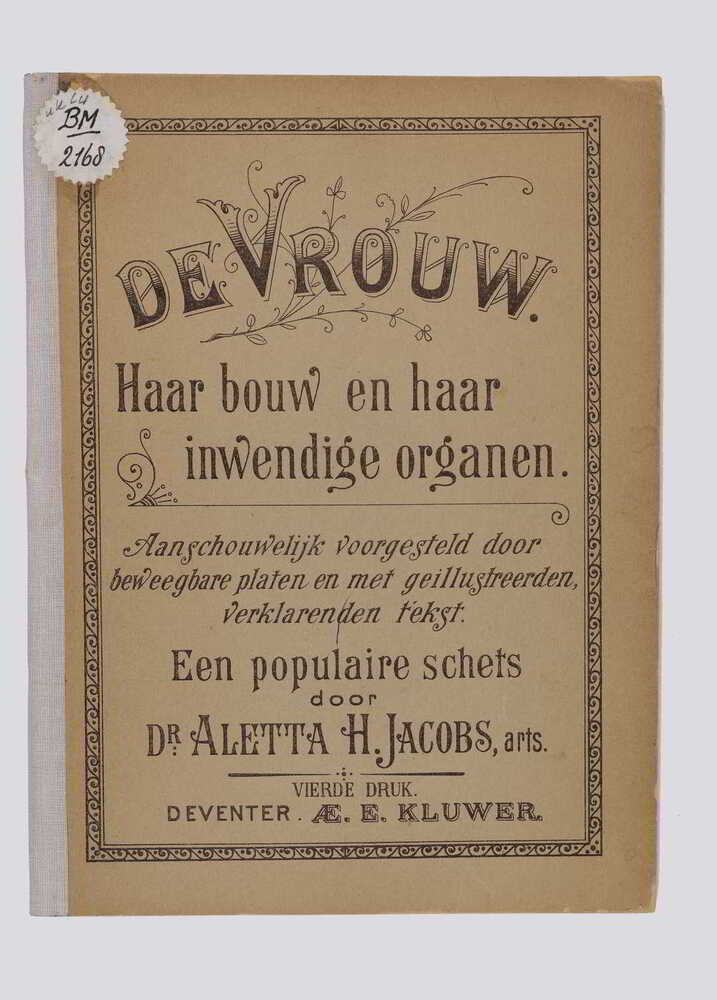 BM
2168
DE VROUW.
Haar bouw en haar
inwendige organen.
Aanschouwelijk voorgesteld door
beweegbare platen en met geillustreerden,
verklarenden tekst.
Een populaire schets
door
DR. ALETTA H. JACOBS, arts.
VIERDE DRUK.
DEVENTER. Æ. E. KLUWER.